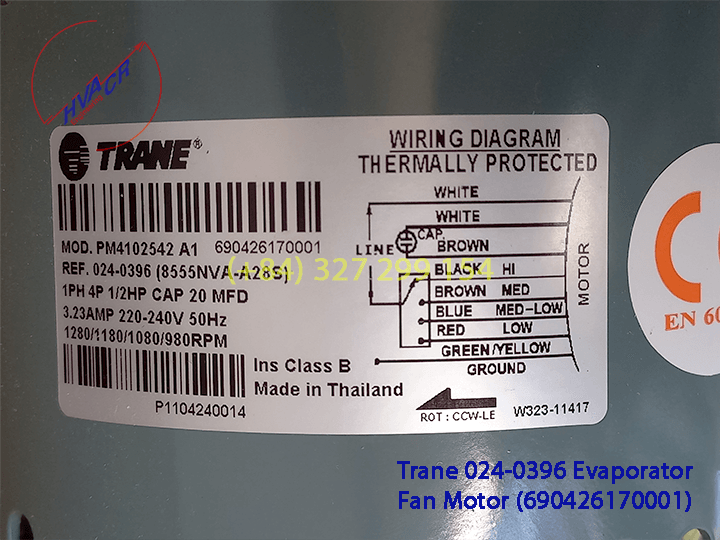 HVACR
TRANE®
MOD. PM4102542 A1 690426170001
REF. 024-0396 (8555NVA-A28S)
(+84) 327 299 154
1PH 4P 1/2HP CAP 20 MFD
3.23AMP 220-240V 50Hz
1280/1180/1080/980RPM
P1104240014
Ins Class B
Made in Thailand
WIRING DIAGRAM
THERMALLY PROTECTED
WHITE
WHITE
CAP.
LINE
BROWN
BLACK HI
BROWN MED
BLUE MED-LOW
RED LOW
GREEN/YELLOW
GROUND
MOTOR
ROT : CCW-LE
W323-11417
EN 60
Trane 024-0396 Evaporator
Fan Motor (690426170001)